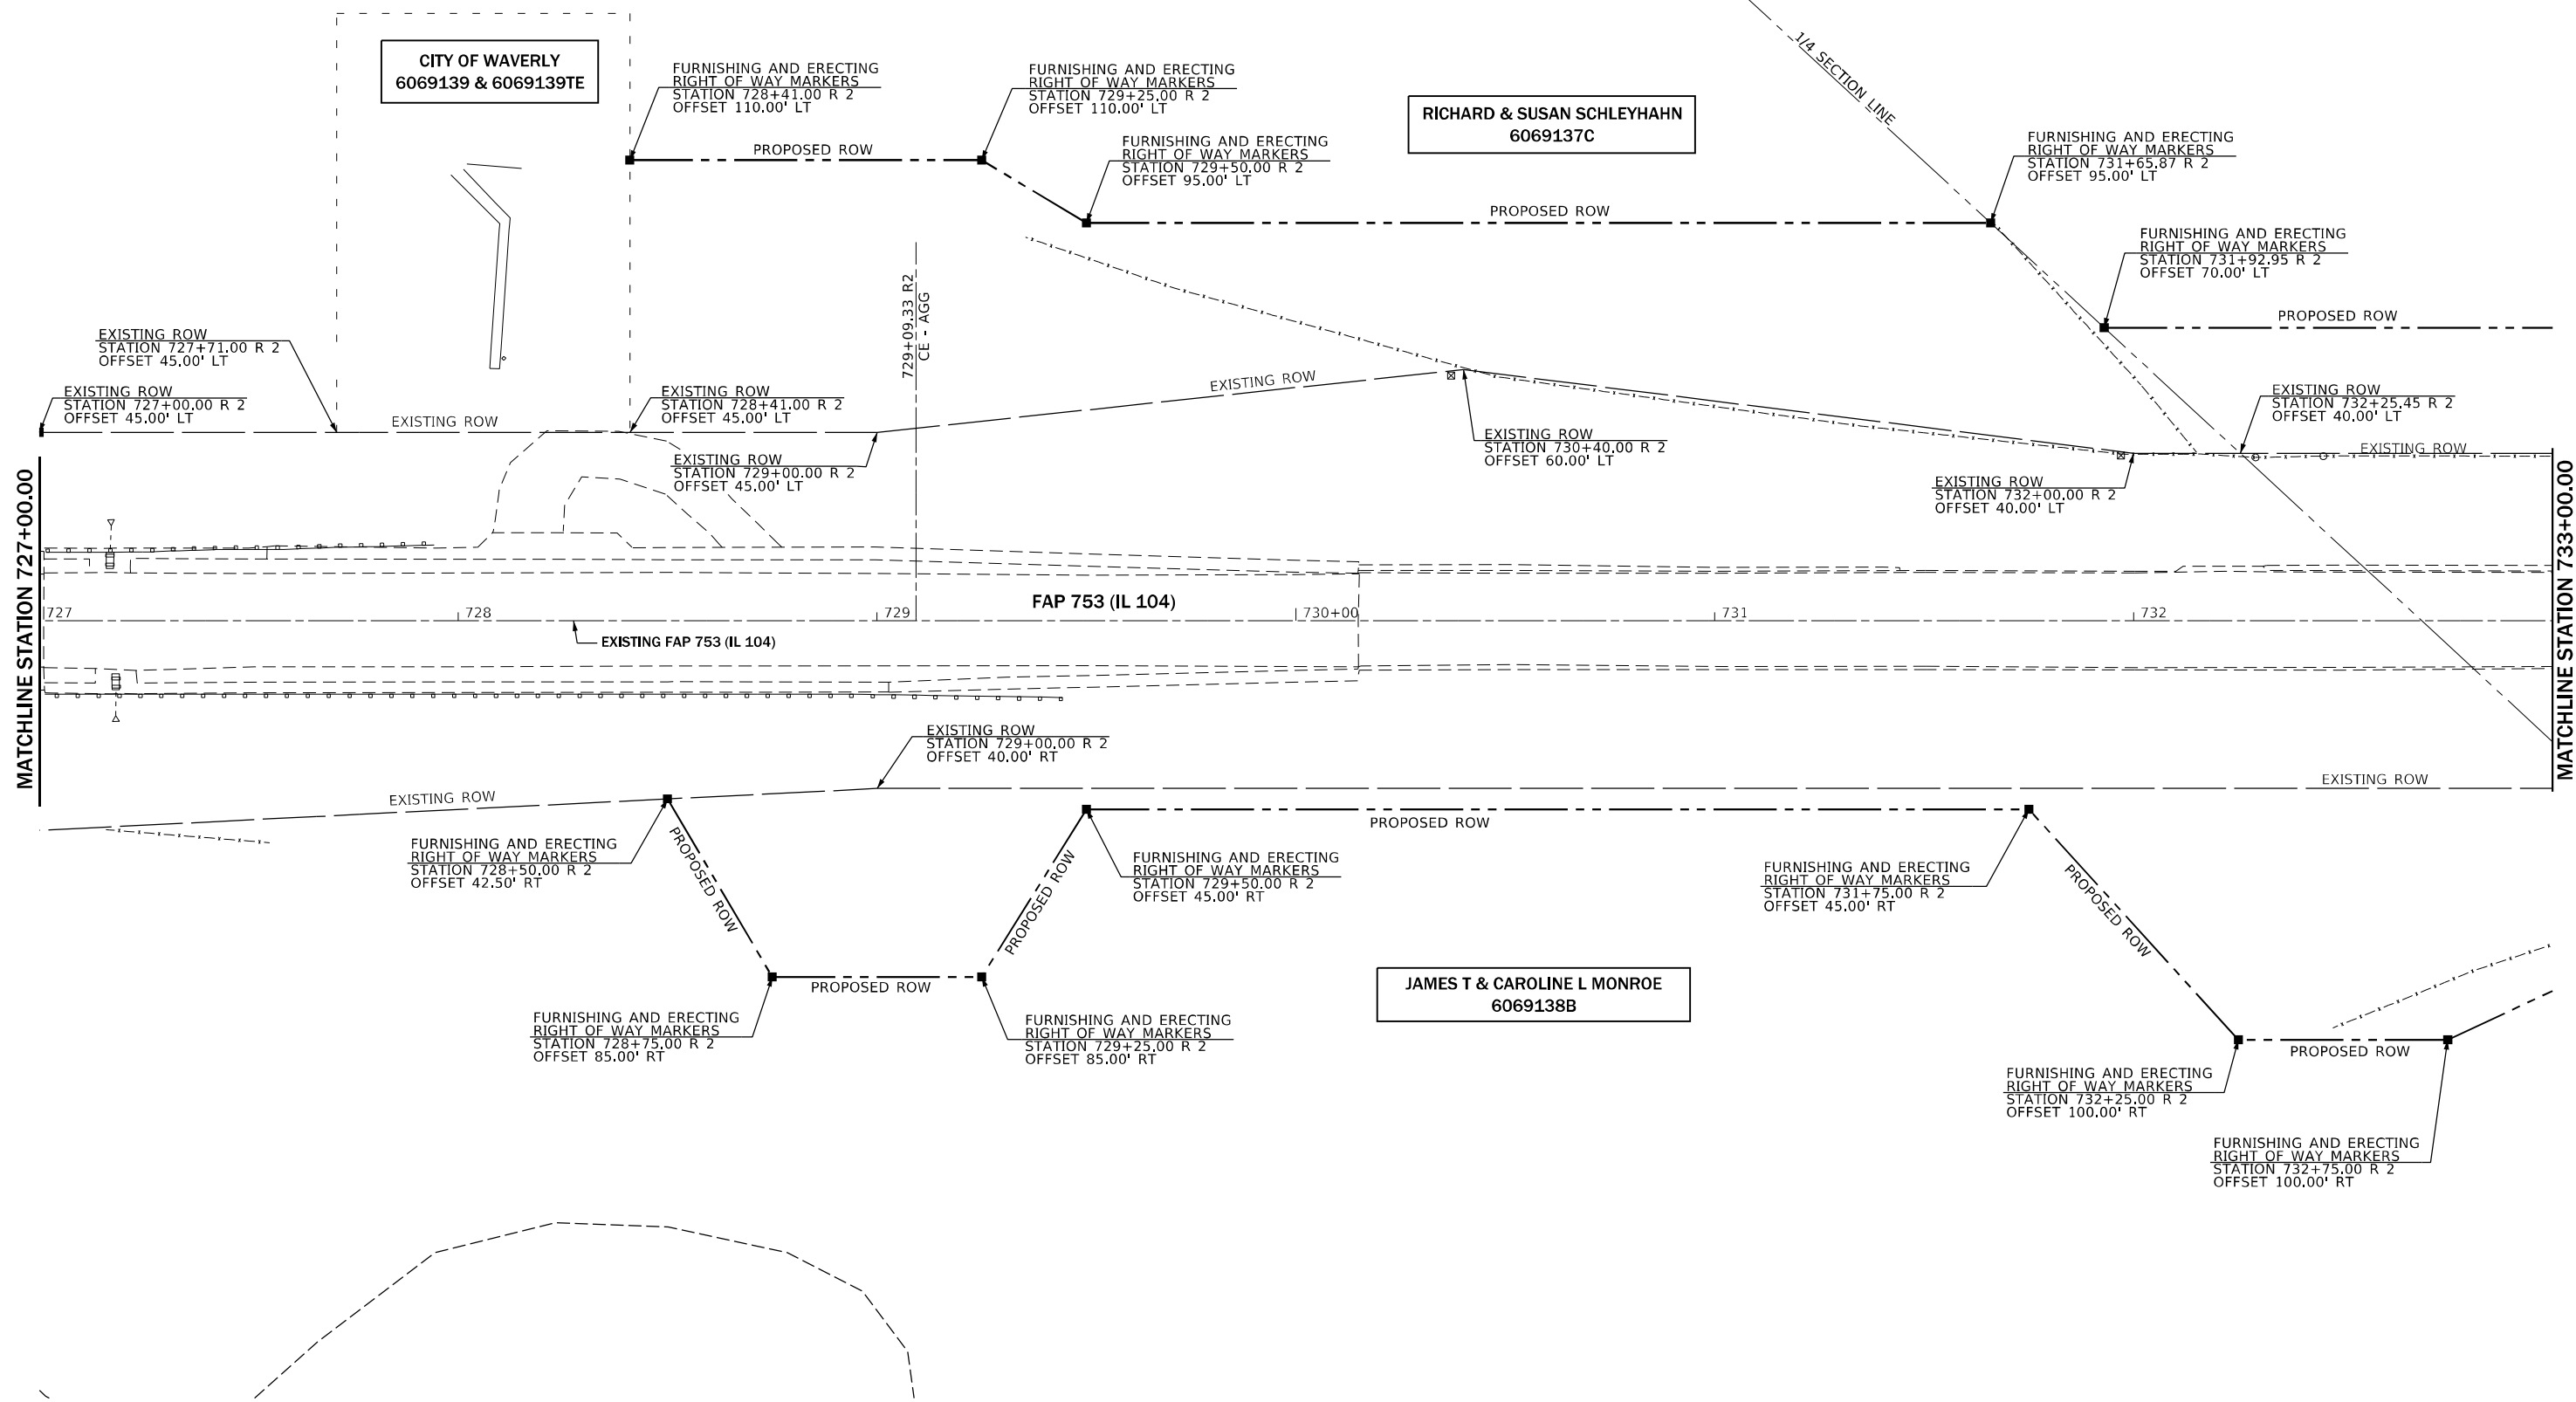 CITY OF WAVERLY
6069139 & 6069139TE
FURNISHING AND ERECTING
RIGHT OF WAY MARKERS
STATION 728+41.00 R 2
OFFSET 110.00' LT
FURNISHING AND ERECTING
RIGHT OF WAY MARKERS
STATION 729+25.00 R 2
OFFSET 110.00' LT
PROPOSED ROW
FURNISHING AND ERECTING
RIGHT OF WAY MARKERS
STATION 729+50.00 R 2
OFFSET 95.00' LT
RICHARD & SUSAN SCHLEYHAHN
6069137C
1/4 SECTION LINE
FURNISHING AND ERECTING
RIGHT OF WAY MARKERS
STATION 731+65.87 R 2
OFFSET 95.00' LT
PROPOSED ROW
FURNISHING AND ERECTING
RIGHT OF WAY MARKERS
STATION 731+92.95 R 2
OFFSET 70.00' LT
PROPOSED ROW
EXISTING ROW
STATION 727+71.00 R 2
OFFSET 45.00' LT
EXISTING ROW
STATION 727+00.00 R 2
OFFSET 45.00' LT
EXISTING ROW
EXISTING ROW
STATION 728+41.00 R 2
OFFSET 45.00' LT
EXISTING ROW
STATION 729+00.00 R 2
OFFSET 45.00' LT
729+09.33 R2
CE - AGG
EXISTING ROW
EXISTING ROW
STATION 730+40.00 R 2
OFFSET 60.00' LT
EXISTING ROW
STATION 732+25.45 R 2
OFFSET 40.00' LT
EXISTING ROW
EXISTING ROW
STATION 732+00.00 R 2
OFFSET 40.00' LT
MATCHLINE STATION 727+00.00
MATCHLINE STATION 733+00.00
727
728
729
FAP 753 (IL 104)
730+00
731
732
EXISTING FAP 753 (IL 104)
EXISTING ROW
STATION 729+00.00 R 2
OFFSET 40.00' RT
EXISTING ROW
EXISTING ROW
FURNISHING AND ERECTING
RIGHT OF WAY MARKERS
STATION 728+50.00 R 2
OFFSET 42.50' RT
PROPOSED ROW
PROPOSED ROW
PROPOSED ROW
FURNISHING AND ERECTING
RIGHT OF WAY MARKERS
STATION 729+50.00 R 2
OFFSET 45.00' RT
PROPOSED ROW
FURNISHING AND ERECTING
RIGHT OF WAY MARKERS
STATION 731+75.00 R 2
OFFSET 45.00' RT
PROPOSED ROW
FURNISHING AND ERECTING
RIGHT OF WAY MARKERS
STATION 728+75.00 R 2
OFFSET 85.00' RT
FURNISHING AND ERECTING
RIGHT OF WAY MARKERS
STATION 729+25.00 R 2
OFFSET 85.00' RT
JAMES T & CAROLINE L MONROE
6069138B
PROPOSED ROW
FURNISHING AND ERECTING
RIGHT OF WAY MARKERS
STATION 732+25.00 R 2
OFFSET 100.00' RT
FURNISHING AND ERECTING
RIGHT OF WAY MARKERS
STATION 732+75.00 R 2
OFFSET 100.00' RT